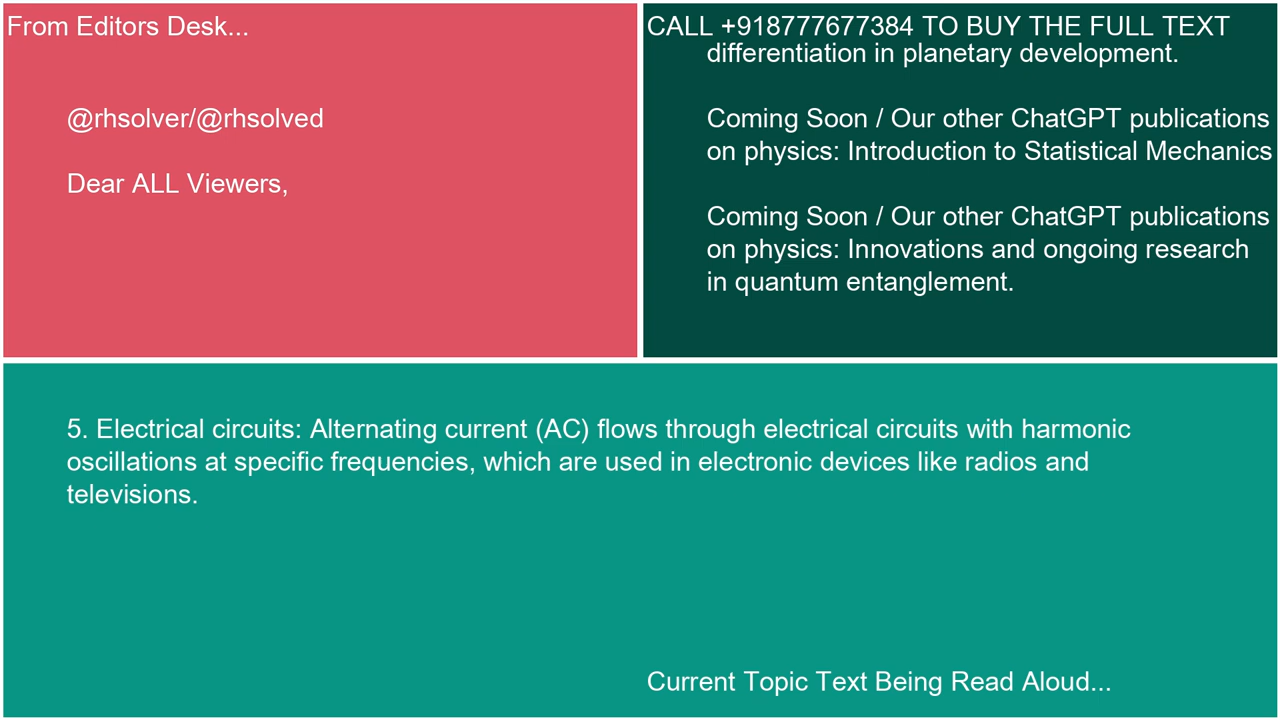 From Editors Desk...
@rhsolver/@rhsolved
Dear ALL Viewers,
CALL +918777677384 TO BUY THE FULL TEXT
differentiation in planetary development.
Coming Soon / Our other ChatGPT publications
on physics: Introduction to Statistical Mechanics
Coming Soon / Our other ChatGPT publications
on physics: Innovations and ongoing research
in quantum entanglement.
5. Electrical circuits: Alternating current (AC) flows through electrical circuits with harmonic
oscillations at specific frequencies, which are used in electronic devices like radios and
televisions.
Current Topic Text Being Read Aloud...